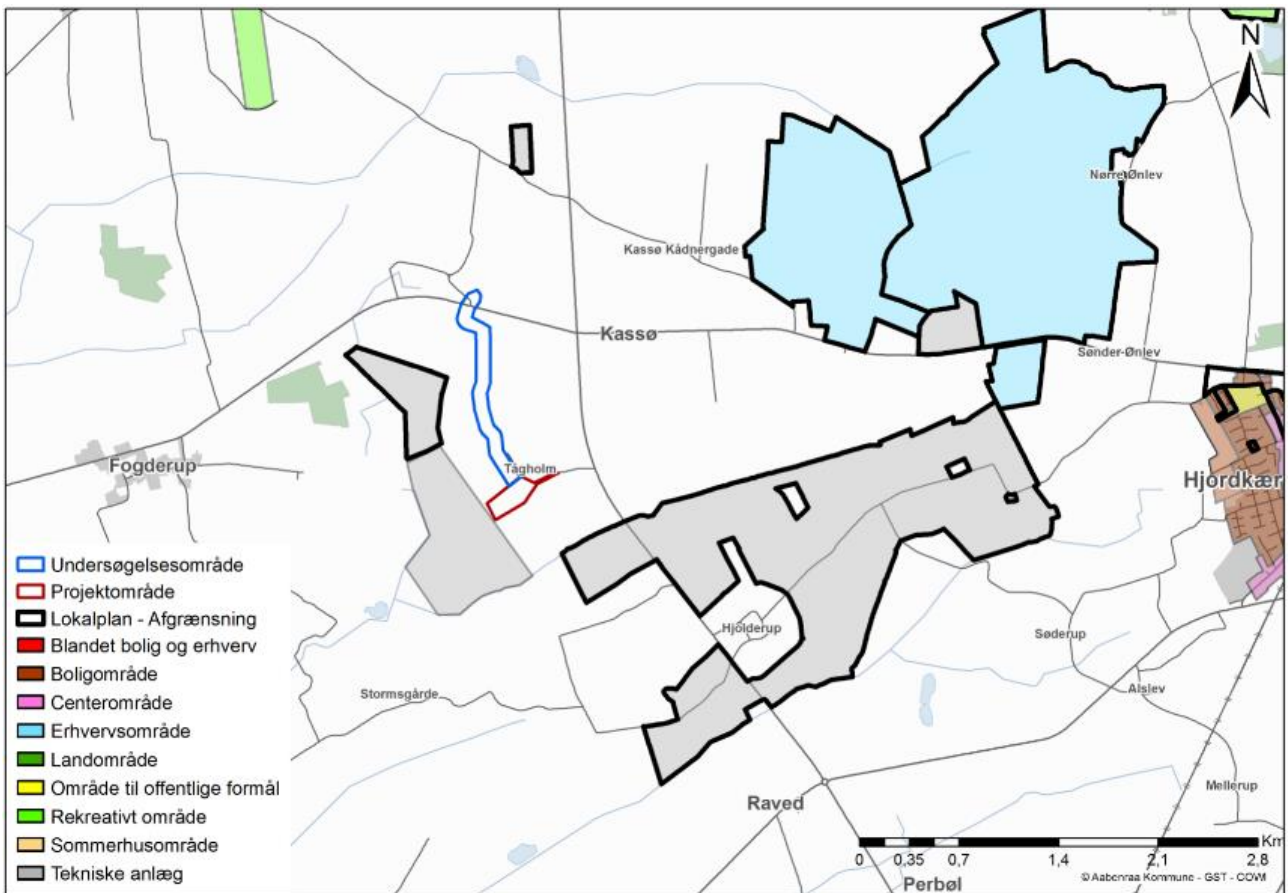 N
Nørre-Ønlev
Kassø Kådnergade
Kassø
Sønder-Ønlev
Fogderup
Tågholm
Hjordkær
Hjolderup
Søderup
Stormsgårde
Alslev
Raved
Mellerup
Perbøl
Undersøgelsesområde
Projektområde
Lokalplan - Afgrænsning
Blandet bolig og erhverv
Boligområde
Centerområde
Erhvervsområde
Landområde
Område til offentlige formål
Rekreativt område
Sommerhusområde
Tekniske anlæg
Km
0 0,35 0,7 1,4 2,1 2,8
© Aabenraa Kommune - GST - COWI